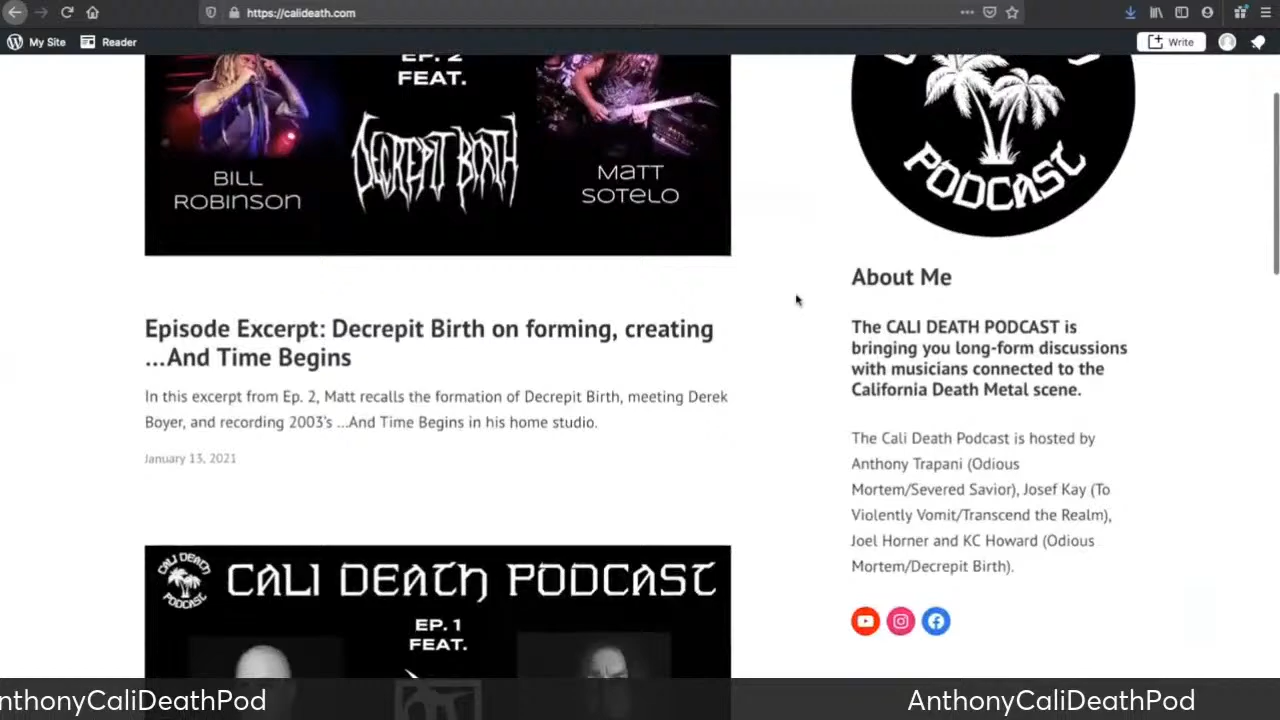 https://calideath.com
My Site
Reader
Write
EP. 2
FEAT.
DECREPIT BIRTH
BILL
ROBINSON
MATT
SOTELO
PODCAST
Episode Excerpt: Decrepit Birth on forming, creating
…And Time Begins
In this excerpt from Ep. 2, Matt recalls the formation of Decrepit Birth, meeting Derek
Boyer, and recording 2003's …And Time Begins in his home studio.
January 13, 2021
CALI DEATH
PODCAST
CALI DEATH PODCAST
EP. 1
FEAT.
About Me
The CALI DEATH PODCAST is
bringing you long-form discussions
with musicians connected to the
California Death Metal scene.
The Cali Death Podcast is hosted by
Anthony Trapani (Odious
Mortem/Severed Savior), Josef Kay (To
Violently Vomit/Transcend the Realm),
Joel Horner and KC Howard (Odious
Mortem/Decrepit Birth).
nthonyCaliDeathPod
AnthonyCaliDeathPod